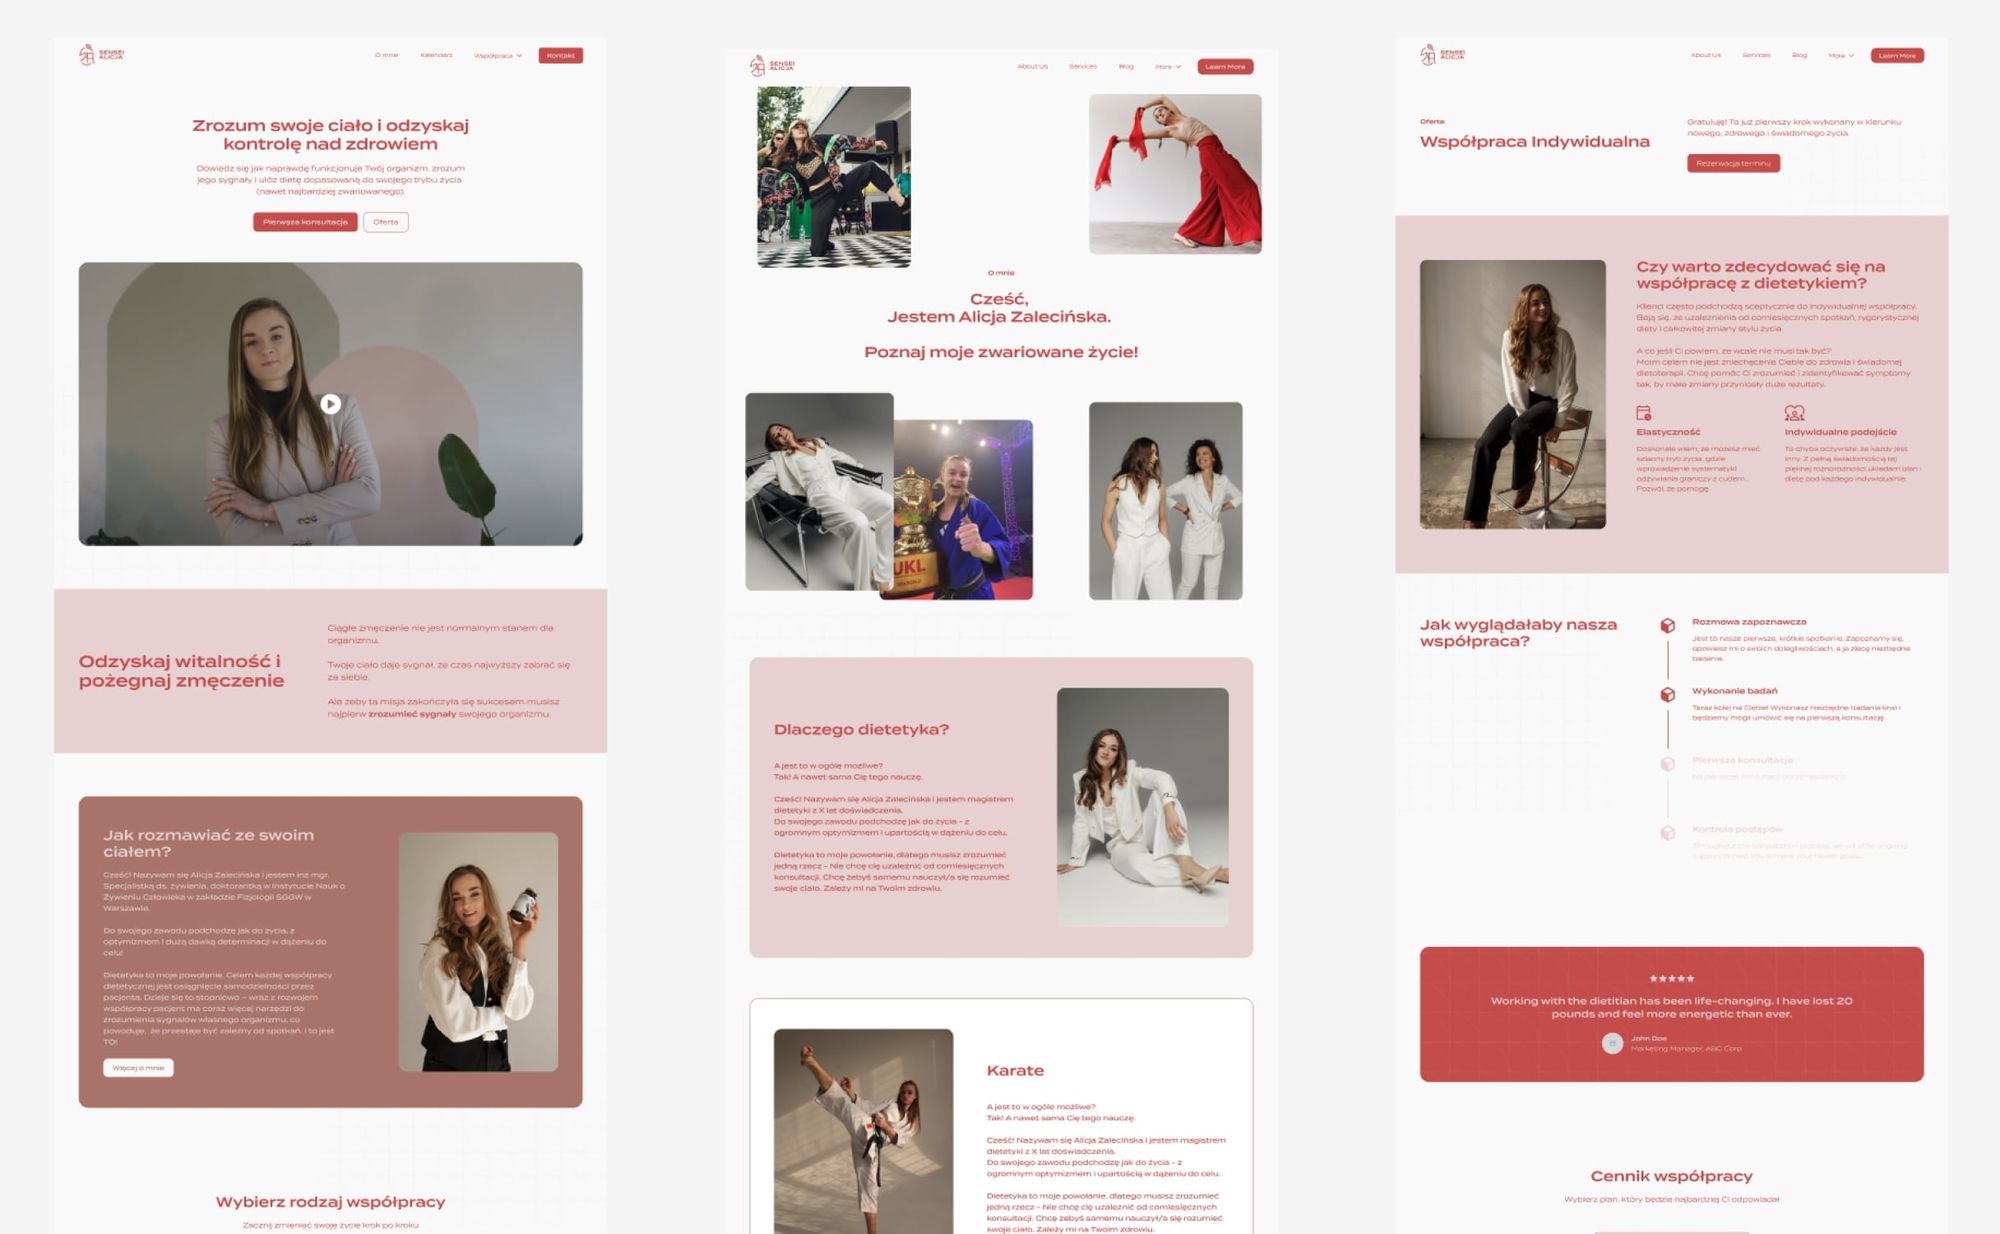 SENSEI
ALICJA
O mnie
Kalendarz
Współpraca
Kontakt
Zrozum swoje ciało i odzyskaj
kontrolę nad zdrowiem
Dowiedz się jak naprawdę funkcjonuje Twój organizm, zrozum
jego sygnały i ułóż dietę dopasowaną do swojego trybu życia
(nawet najbardziej zwariowanego).
Pierwsza konsultacja
Oferta
Odzyskaj witalność i
pożegnaj zmęczenie
Ciągłe zmęczenie nie jest normalnym stanem dla
organizmu.
Twoje ciało daje sygnał, że czas najwyższy zabrać się
za siebie.
Ale żeby ta misja zakończyła się sukcesem musisz
najpierw zrozumieć sygnały swojego organizmu.
Jak rozmawiać ze swoim
ciałem?
Cześć! Nazywam się Alicja Zalecińska i jestem inż mgr.
Specjalistką ds. żywienia, doktorantką w Instytucie Nauk o
Żywieniu Człowieka w zakładzie Fizjologii SGGW w
Warszawie.
Do swojego zawodu podchodzę jak do życia, z
optymizmem i dużą dawką determinacji w dążeniu do
celu!
Dietetyka to moje powołanie. Celem każdej współpracy
dietetycznej jest osiągnięcie samodzielności przez
pacjenta. Dzieje się to stopniowo – wraz z rozwojem
współpracy pacjent ma coraz więcej narzędzi do
zrozumienia sygnałów własnego organizmu, co
powoduje, że przestaje być zależny od spotkań. I to jest
TO!
Więcej o mnie
Wybierz rodzaj współpracy
Zacznij zmieniać swoje życie krok po kroku
SENSEI
ALICJA
About Us
Services
Blog
More
Learn More
O mnie
Cześć,
Jestem Alicja Zalecińska.
Poznaj moje zwariowane życie!
UKL
Dlaczego dietetyka?
A jest to w ogóle możliwe?
Tak! A nawet sama Cię tego nauczę.
Cześć! Nazywam się Alicja Zalecińska i jestem magistrem
dietetyki z X lat doświadczenia.
Do swojego zawodu podchodzę jak do życia - z
ogromnym optymizmem i upartością w dążeniu do celu.
Dietetyka to moje powołanie, dlatego musisz zrozumieć
jedną rzecz - Nie chcę cię uzależnić od comiesięcznych
konsultacji. Chcę żebyś samemu nauczył/a się rozumieć
swoje ciało. Zależy mi na Twoim zdrowiu.
Karate
A jest to w ogóle możliwe?
Tak! A nawet sama Cię tego nauczę.
Cześć! Nazywam się Alicja Zalecińska i jestem magistrem
dietetyki z X lat doświadczenia.
Do swojego zawodu podchodzę jak do życia - z
ogromnym optymizmem i upartością w dążeniu do celu.
Dietetyka to moje powołanie, dlatego musisz zrozumieć
jedną rzecz - Nie chcę cię uzależnić od comiesięcznych
konsultacji. Chcę żebyś samemu nauczył/a się rozumieć
swoje ciało. Zależy mi na Twoim zdrowiu.
SENSEI
ALICJA
About Us
Services
Blog
More
Learn More
Oferta
Współpraca Indywidualna
Gratuluję! To już pierwszy krok wykonany w kierunku
nowego, zdrowego i świadomego życia.
Rezerwacja terminu
Czy warto zdecydować się na
współpracę z dietetykiem?
Klienci często podchodzą sceptycznie do indywidualnej współpracy.
Boją się, że uzależnienia od comiesięcznych spotkań, rygorystycznej
diety i całkowitej zmiany stylu życia.
A co jeśli Ci powiem, że wcale nie musi tak być?
Moim celem nie jest zniechęcenie Ciebie do zdrowia i świadomej
dietoterapii. Chcę pomóc Ci zrozumieć i zidentyfikować symptomy
tak, by małe zmiany przyniosły duże rezultaty.
Elastyczność
Doskonale wiem, że możesz mieć
szalony tryb życia, gdzie
wprowadzenie systematyki
odżywiania graniczy z cudem...
Pozwól, że pomogę
Indywidualne podejście
To chyba oczywiste, że każdy jest
inny. Z pełną świadomością tej
pięknej różnorodności układam plan i
dietę pod każdego indywidualnie.
Jak wyglądałaby nasza
współpraca?
Rozmowa zapoznawcza
Jest to nasze pierwsze, krótkie spotkanie. Zapoznamy się,
opowiesz mi o swoich dolegliwościach, a ja zlecę niezbędne
badania.
Wykonanie badań
Teraz kolej na Ciebie! Wykonasz niezbędne badania krwi i
będziemy mogli umówić się na pierwszą konsultację.
Pierwsza konsultacja
Na pierwszej konsultacji porozmawiamy o
Kontrola postępów
Throughout the consultation process, we will offer ongoing
support to help you achieve your health goals.
Working with the dietitian has been life-changing. I have lost 20
pounds and feel more energetic than ever.
John Doe
Marketing Manager, ABC Corp
Cennik współpracy
Wybierz plan, który będzie najbardziej Ci odpowiadał